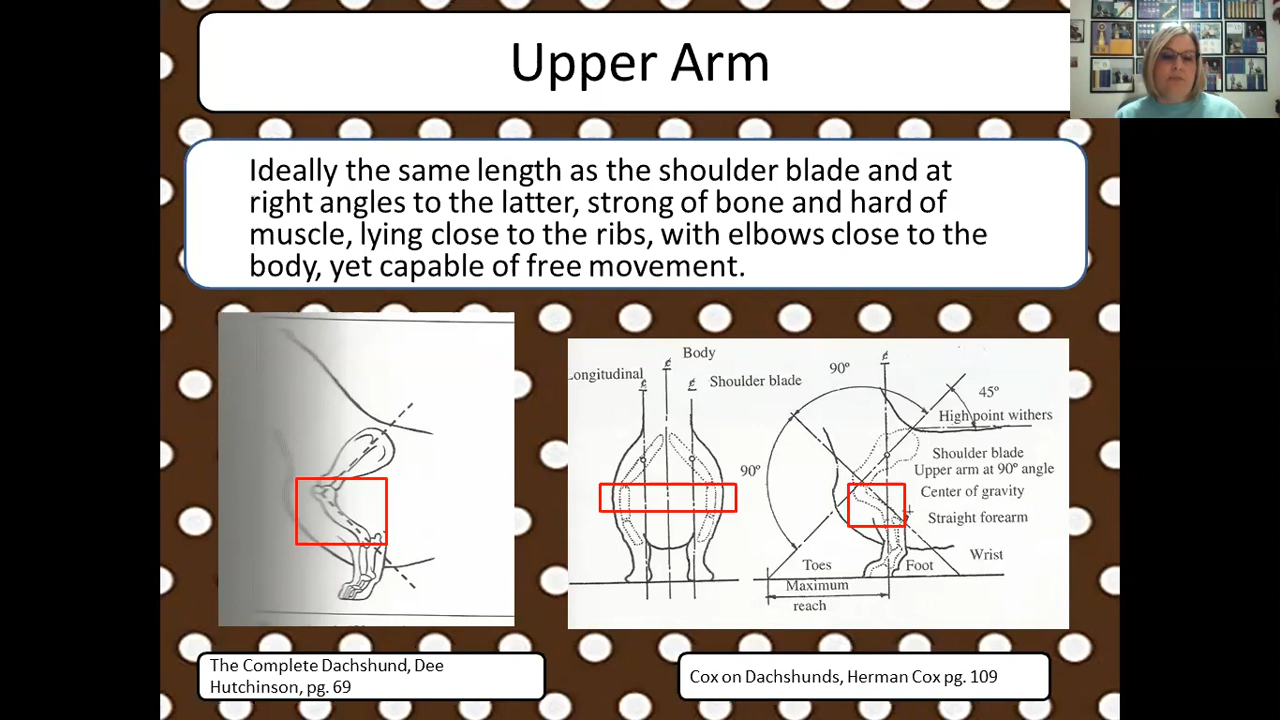 Upper Arm
Ideally the same length as the shoulder blade and at
right angles to the latter, strong of bone and hard of
muscle, lying close to the ribs, with elbows close to the
body, yet capable of free movement.
Body
Longitudinal
Shoulder blade
90º
45º
High point withers
90º
Shoulder blade
Upper arm at 90º angle
Center of gravity
Straight forearm
Wrist
Toes
Foot
Maximum
reach
The Complete Dachshund, Dee
Hutchinson, pg. 69
Cox on Dachshunds, Herman Cox pg. 109